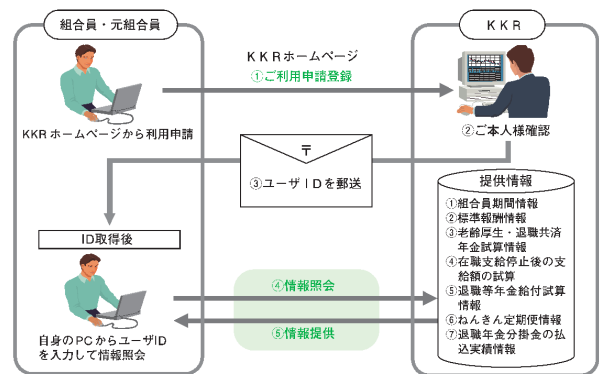 組合員・元組合員
KKR
KKRホームページ
①ご利用申請登録
KKRホームページから利用申請
②ご本人様確認
〒
③ユーザIDを郵送
提供情報
①組合員期間情報
②標準報酬情報
③老齢厚生・退職共済
年金試算情報
④在職支給停止後の支
給額の試算
⑤退職等年金給付試算
情報
⑥ねんきん定期便情報
⑦退職年金分掛金の払
込実績情報
ID取得後
④情報照会
⑤情報提供
自身のPCからユーザID
を入力して情報照会